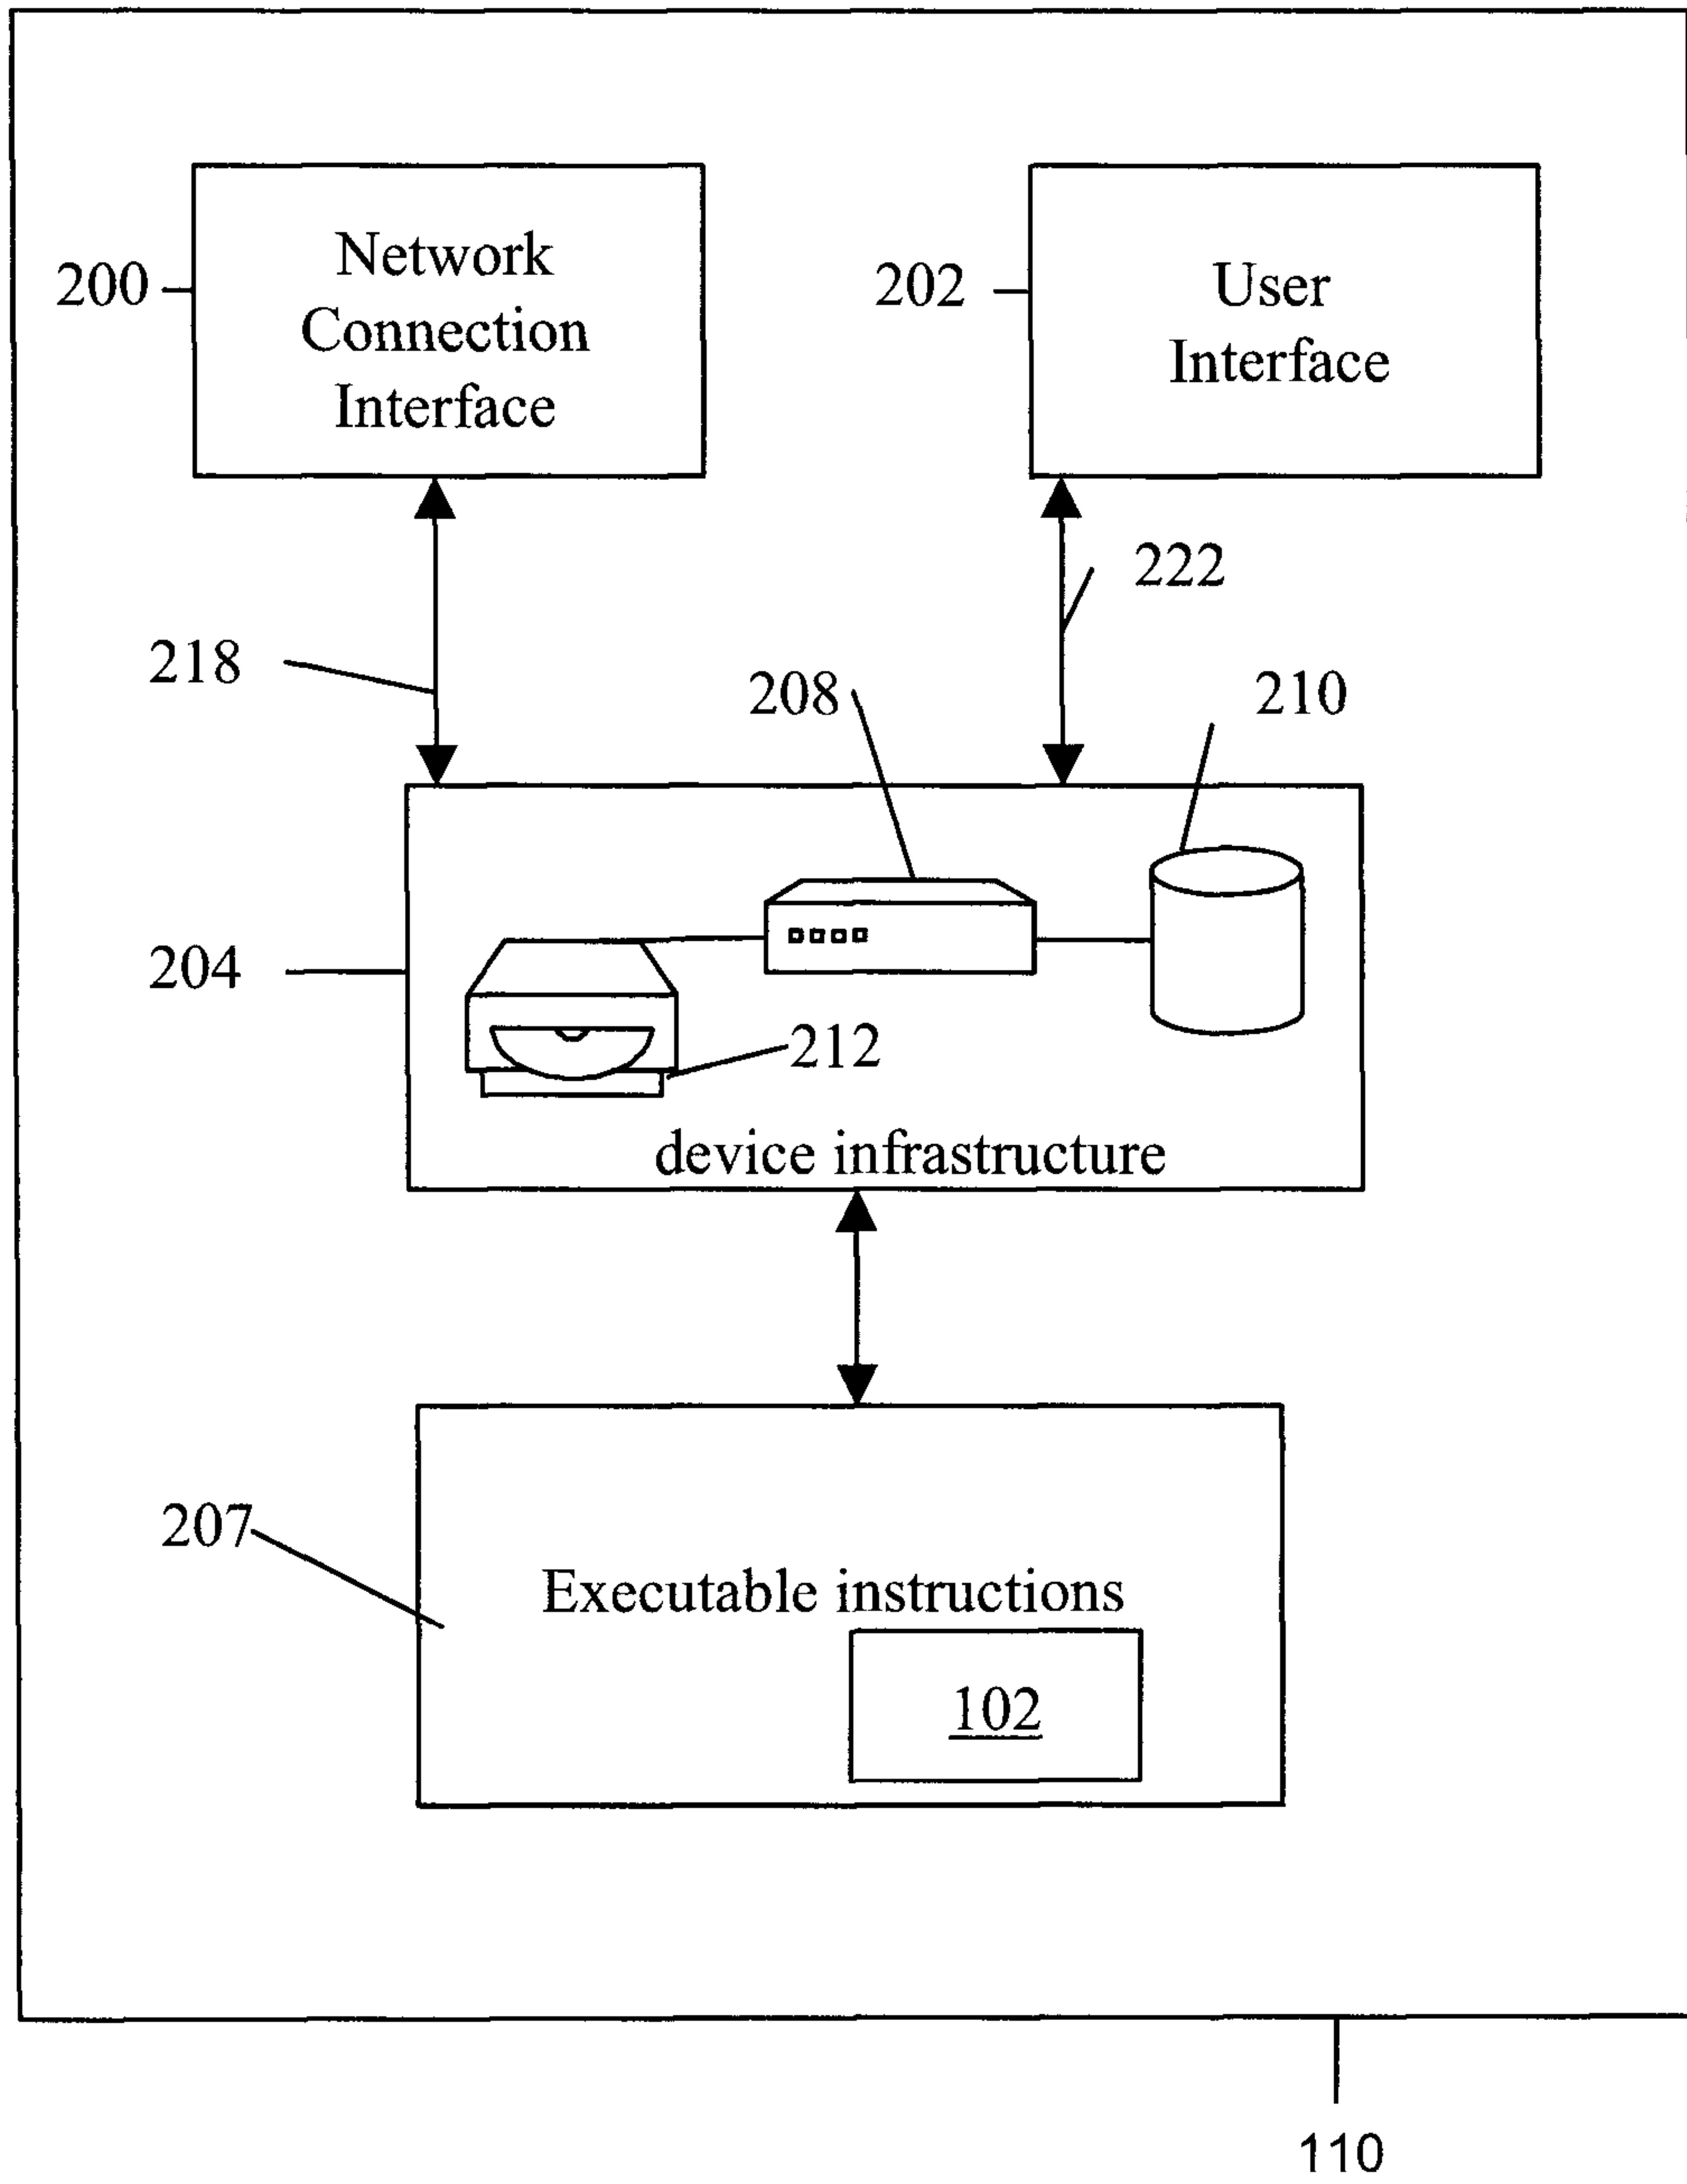 Network
Connection
Interface
200
202
User
Interface
222
218
208
210
204
212
device infrastructure
207
Executable instructions
102
110